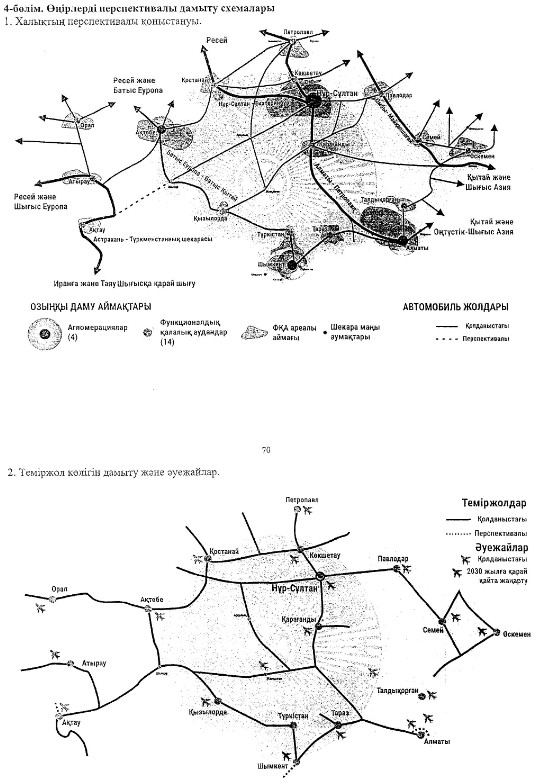 4-бөлім. Өңірлерді перспективалы дамыту схемалары
1. Халықтың перспективалы қоныстануы.
Петропавл
Ресей
Көкшетау
Қостанай
Нұр-Сұлтан
Павлодар
Ресей және
Батыс Еуропа
Орал
Ақтөбе
Семей
Өскемен
Қарағанды
Атырау
Қытай және
Шығыс Азия
Ресей және
Шығыс Еуропа
Қызылорда
Талдықорған
Ақтау
Түркістан
Тараз
Қытай және
Оңтүстік-Шығыс Азия
Астрахань - Түркменстанның шекарасы
Алматы
Шымкент
Иранға және Таяу Шығысқа қарай шығу
ОЗЫҢҚЫ ДАМУ АЙМАҚТАРЫ
АВТОМОБИЛЬ ЖОЛДАРЫ
Агломерациялар
(4)
Функционалдық
қалалық аудандар
(14)
ФҚА ареалы
аймағы
Шекара маңы
аумақтары
Қолданыстағы
Перспективалы
70
2. Теміржол көлігін дамыту және әуежайлар.
Петропавл
Теміржолдар
Қолданыстағы
Перспективалы
Әуежайлар
Қолданыстағы
2030 жылға қарай
қайта жаңарту
Қостанай
Көкшетау
Павлодар
Нұр-Сұлтан
Орал
Ақтөбе
Қарағанды
Семей
Өскемен
Атырау
Талдықорған
Қызылорда
Ақтау
Түркістан
Тараз
Алматы
Шымкент